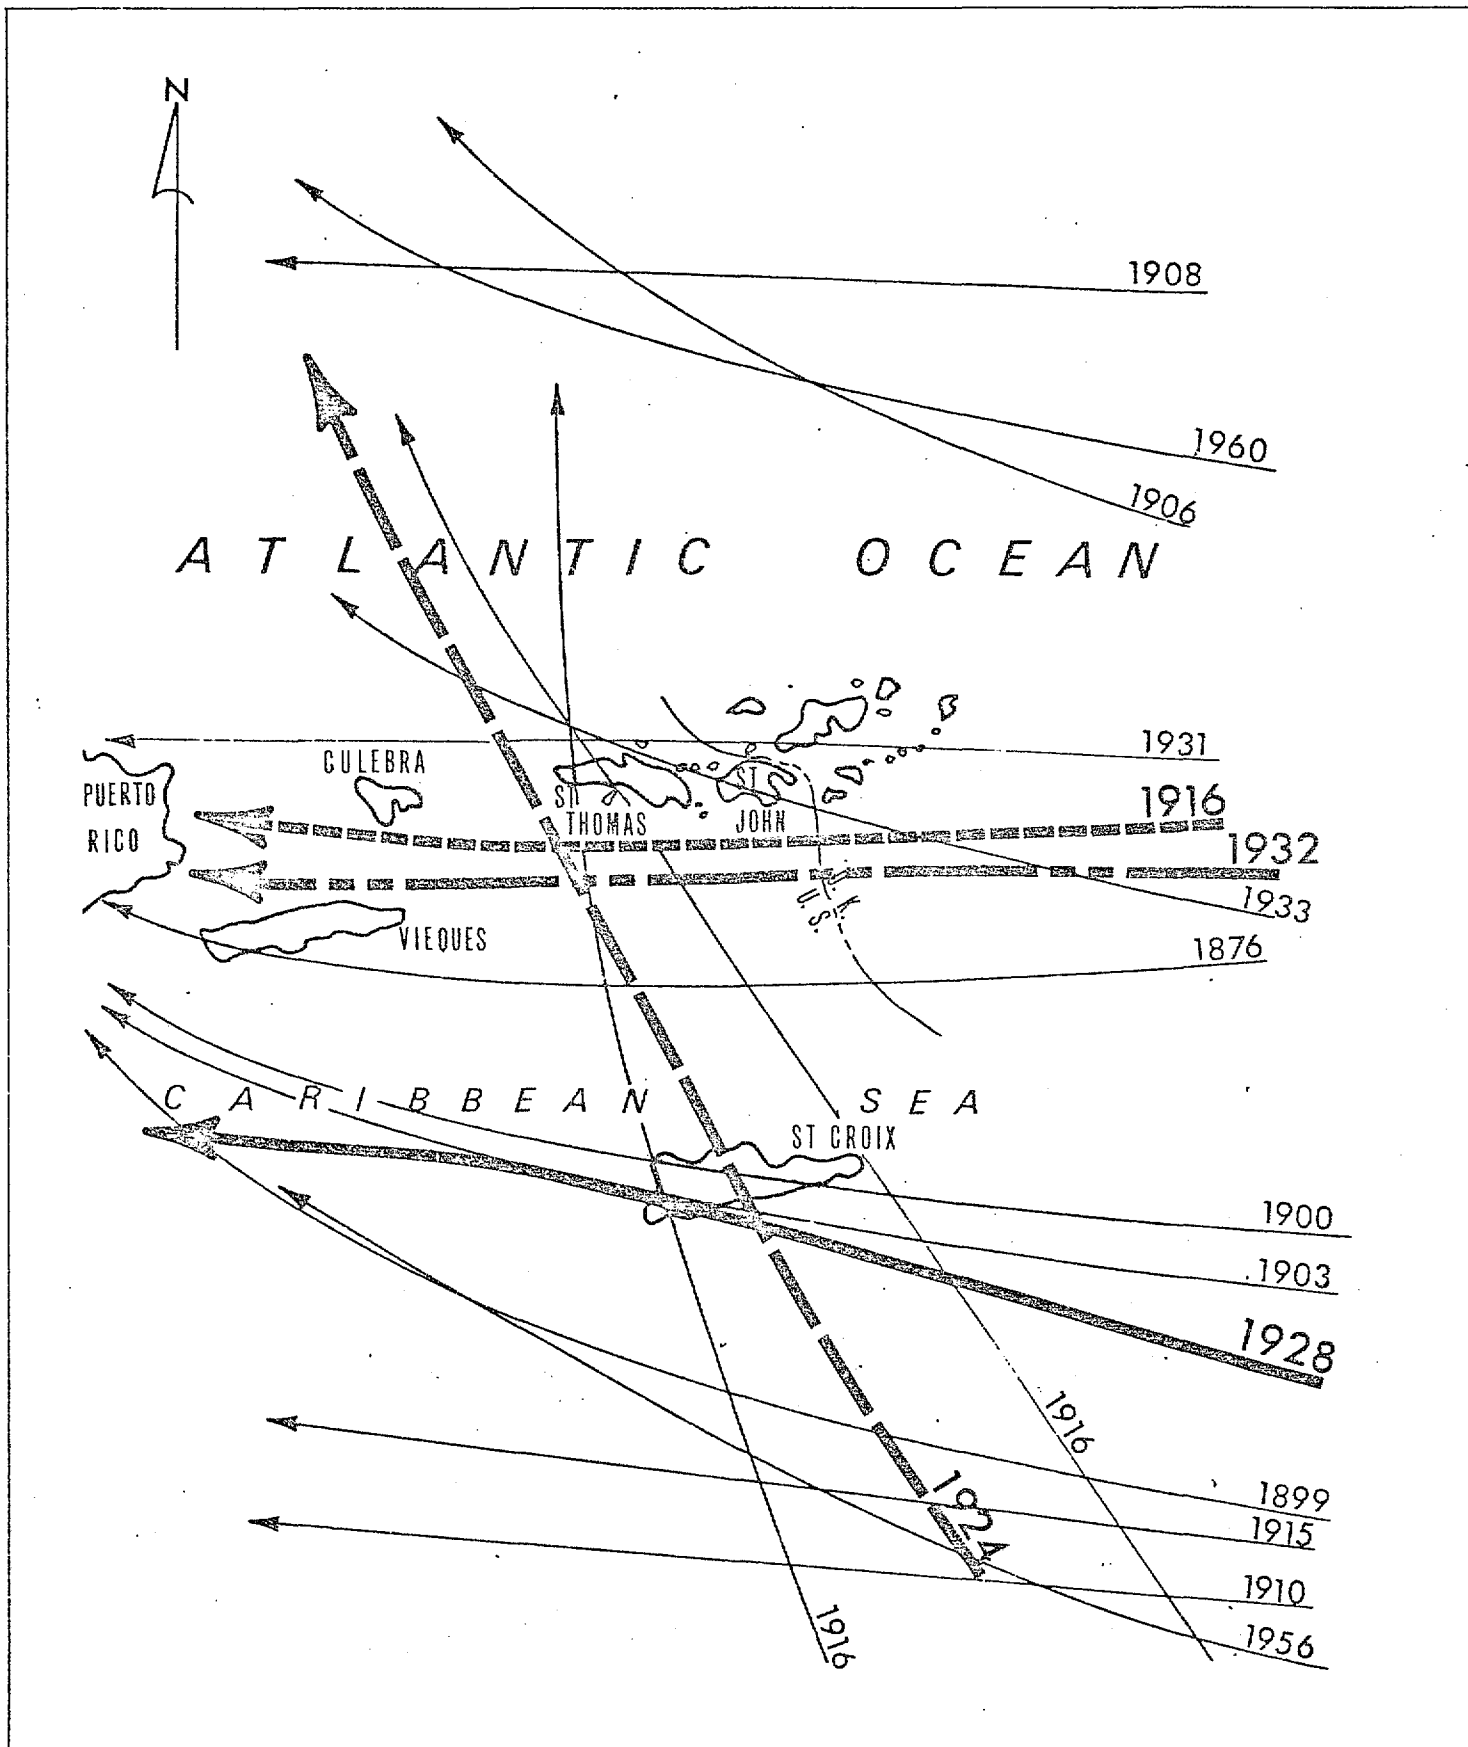 N
1908
1960
1906
ATLANTIC OCEAN
1931
CULEBRA
PUERTO
RICO
ST
THOMAS
ST
JOHN
1916
1932
U.K.
U.S.
1933
1876
VIEQUES
CARIBBEAN SEA
ST CROIX
1900
1903
1928
1916
1924
1899
1915
1910
1956
1916